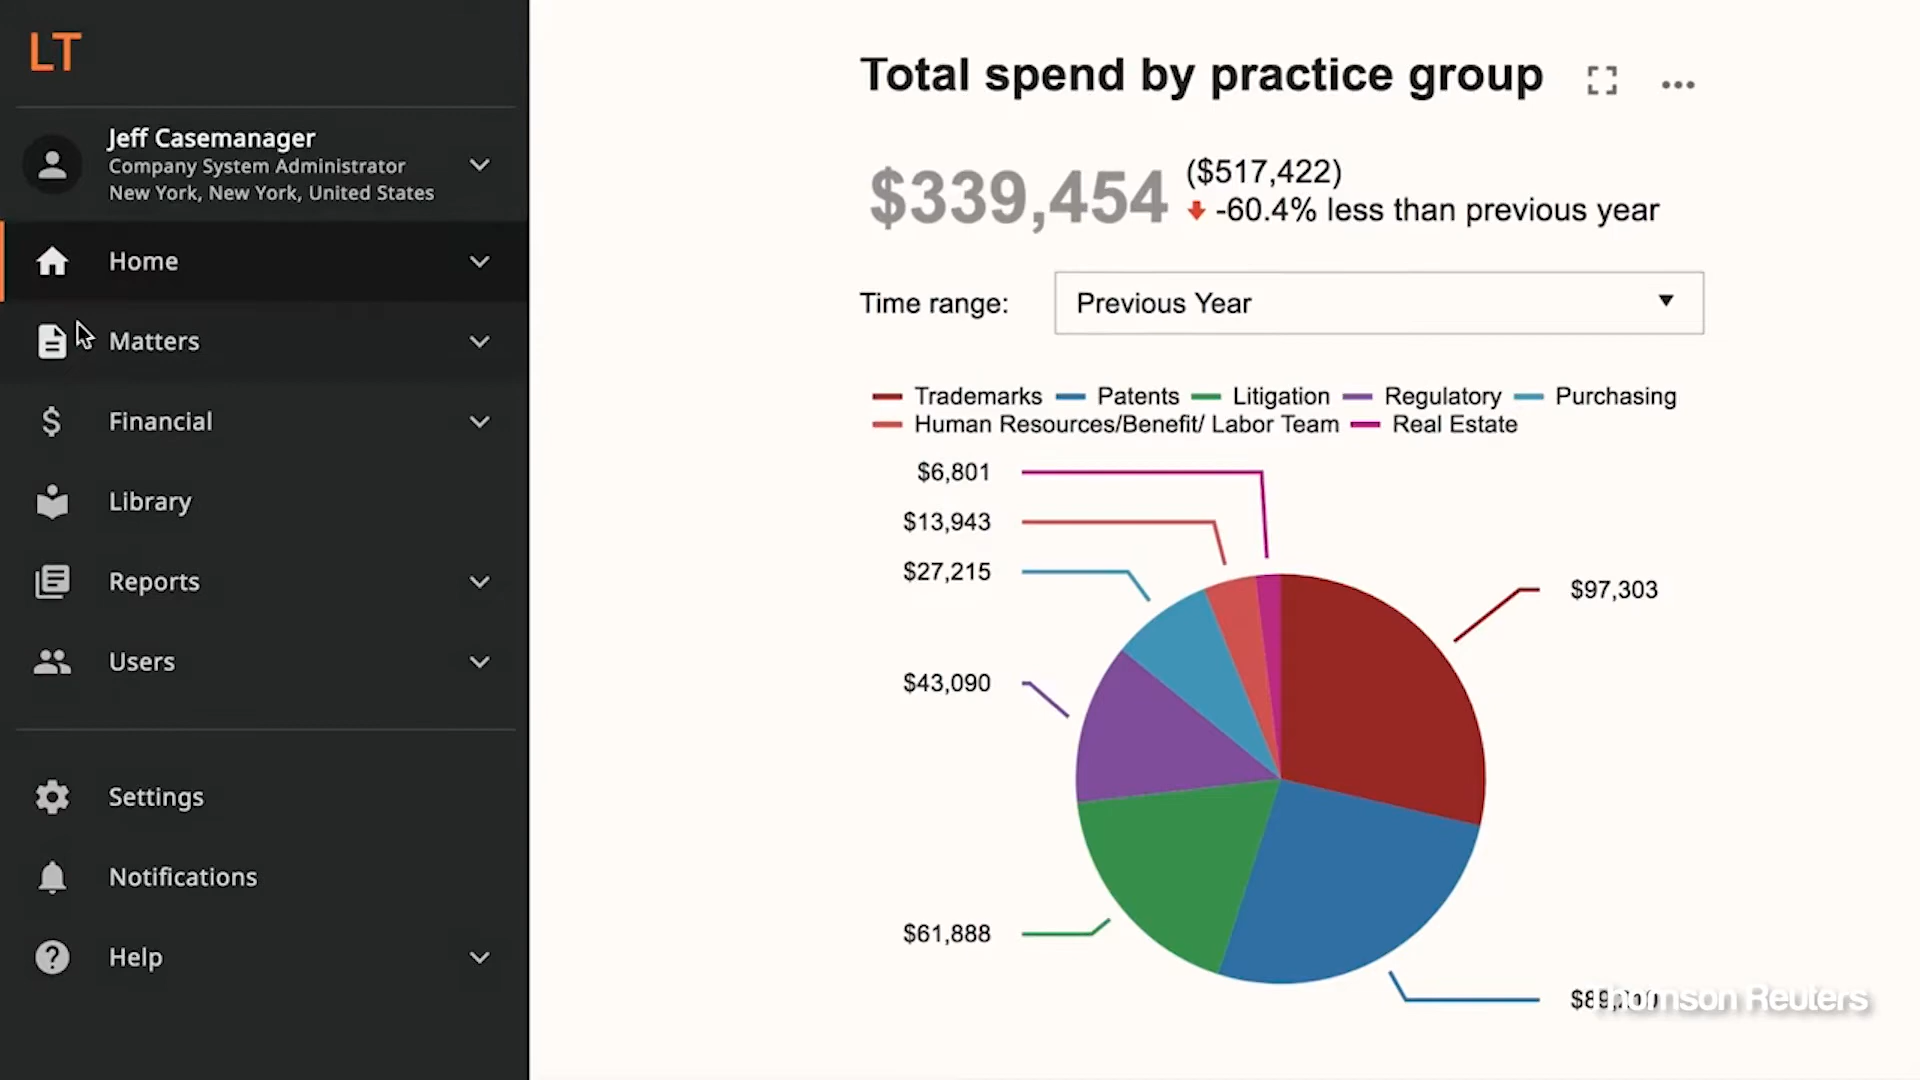 LT
Jeff Casemanager
Company System Administrator
New York, New York, United States
Home
Matters
Financial
Library
Reports
Users
Settings
Notifications
Help
Total spend by practice group
$339,454
($517,422)
-60.4% less than previous year
Time range:
Previous Year
Trademarks Patents Litigation Regulatory Purchasing
Human Resources/Benefit/ Labor Team Real Estate
$6,801
$13,943
$27,215
$97,303
$43,090
$61,888
Thomson Reuters